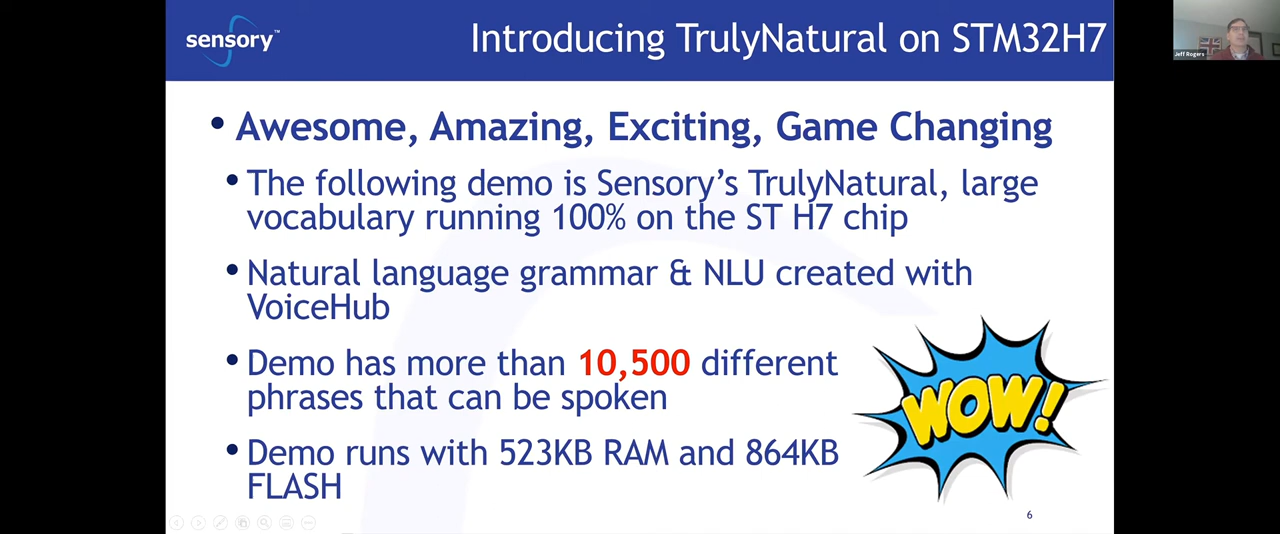 sensory™
Introducing TrulyNatural on STM32H7
Jeff Rogers
• Awesome, Amazing, Exciting, Game Changing
• The following demo is Sensory's TrulyNatural, large
vocabulary running 100% on the ST H7 chip
• Natural language grammar & NLU created with
VoiceHub
• Demo has more than 10,500 different
phrases that can be spoken
• Demo runs with 523KB RAM and 864KB
FLASH
WOW!
6